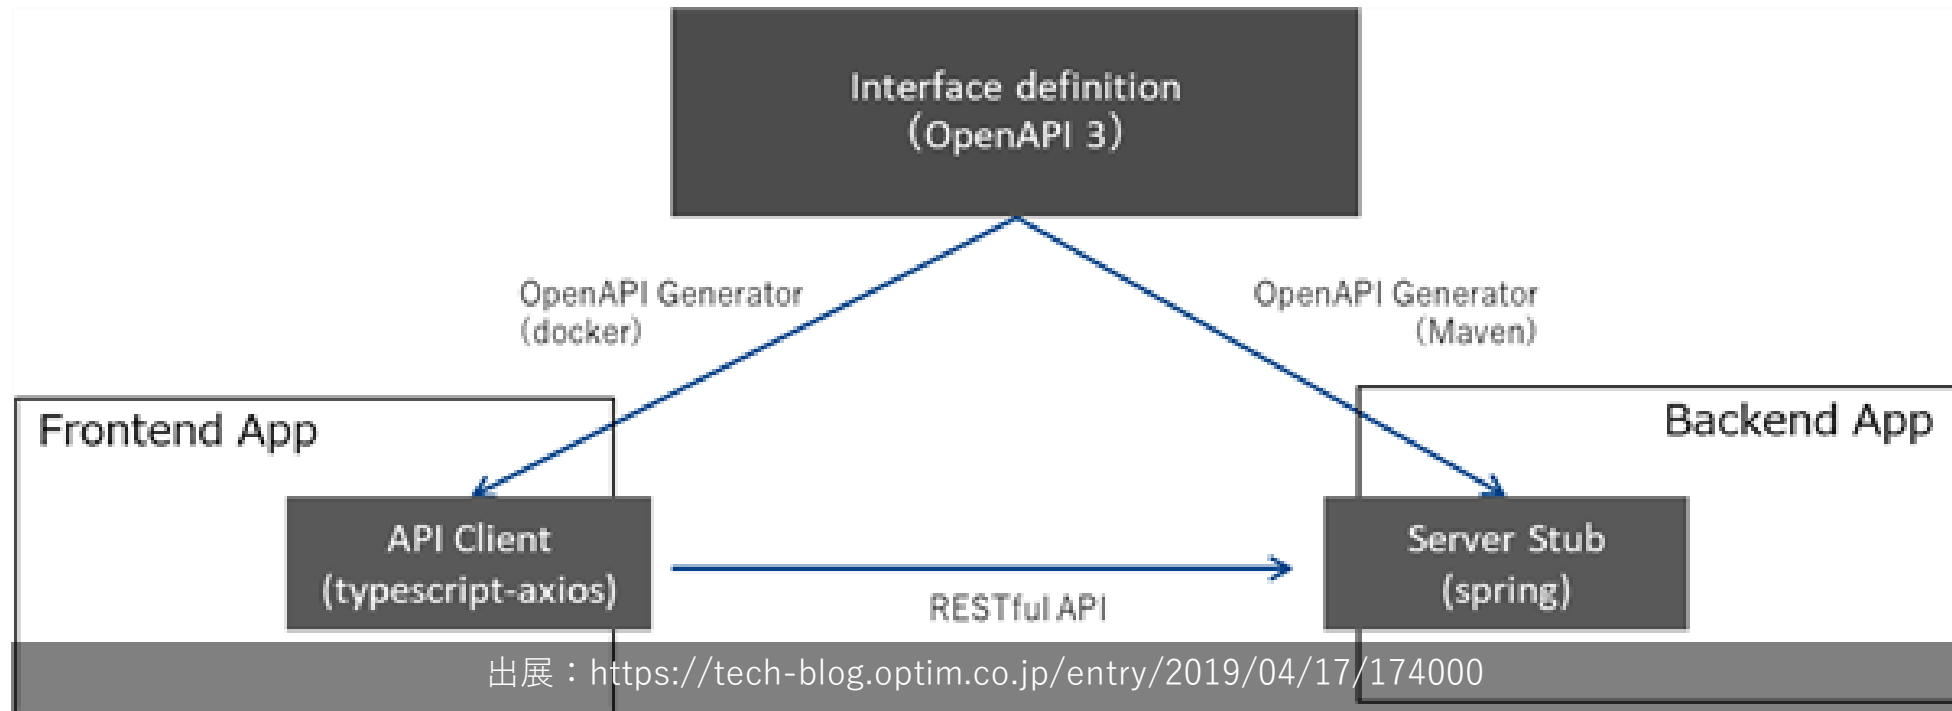 Interface definition
（OpenAPI 3）
OpenAPI Generator
（docker）
OpenAPI Generator
（Maven）
Frontend App
Backend App
API Client
(typescript-axios)
Server Stub
(spring)
RESTful API
出展：https://tech-blog.optim.co.jp/entry/2019/04/17/174000